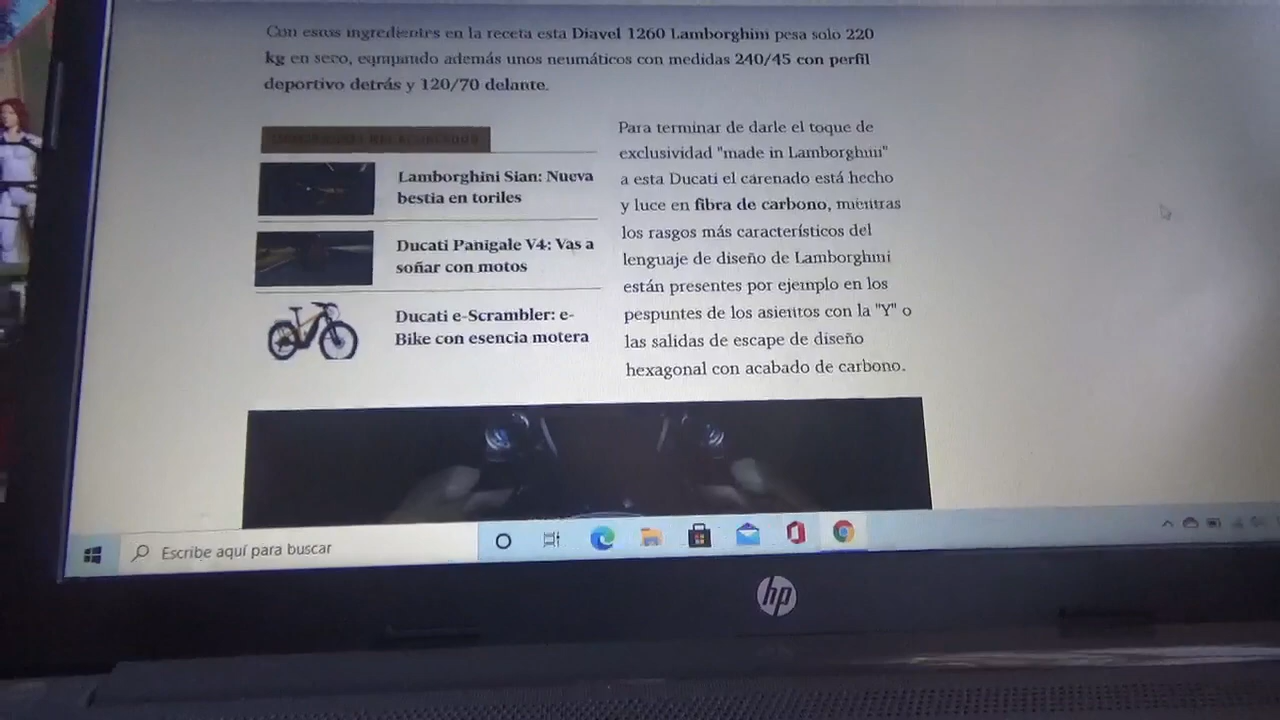 Con estos ingredientes en la receta esta Diavel 1260 Lamborghini pesa solo 220
kg en seco, equipando además unos neumáticos con medidas 240/45 con perfil
deportivo detrás y 120/70 delante.
Lamborghini Sian: Nueva
bestia en toriles
Ducati Panigale V4: Vas a
soñar con motos
Ducati e-Scrambler: e-
Bike con esencia motera
Para terminar de darle el toque de
exclusividad "made in Lamborghini"
a esta Ducati el carenado está hecho
y luce en fibra de carbono, mientras
los rasgos más característicos del
lenguaje de diseño de Lamborghini
están presentes por ejemplo en los
pespuntes de los asientos con la "Y" o
las salidas de escape de diseño
hexagonal con acabado de carbono.
Escribe aquí para buscar
hp